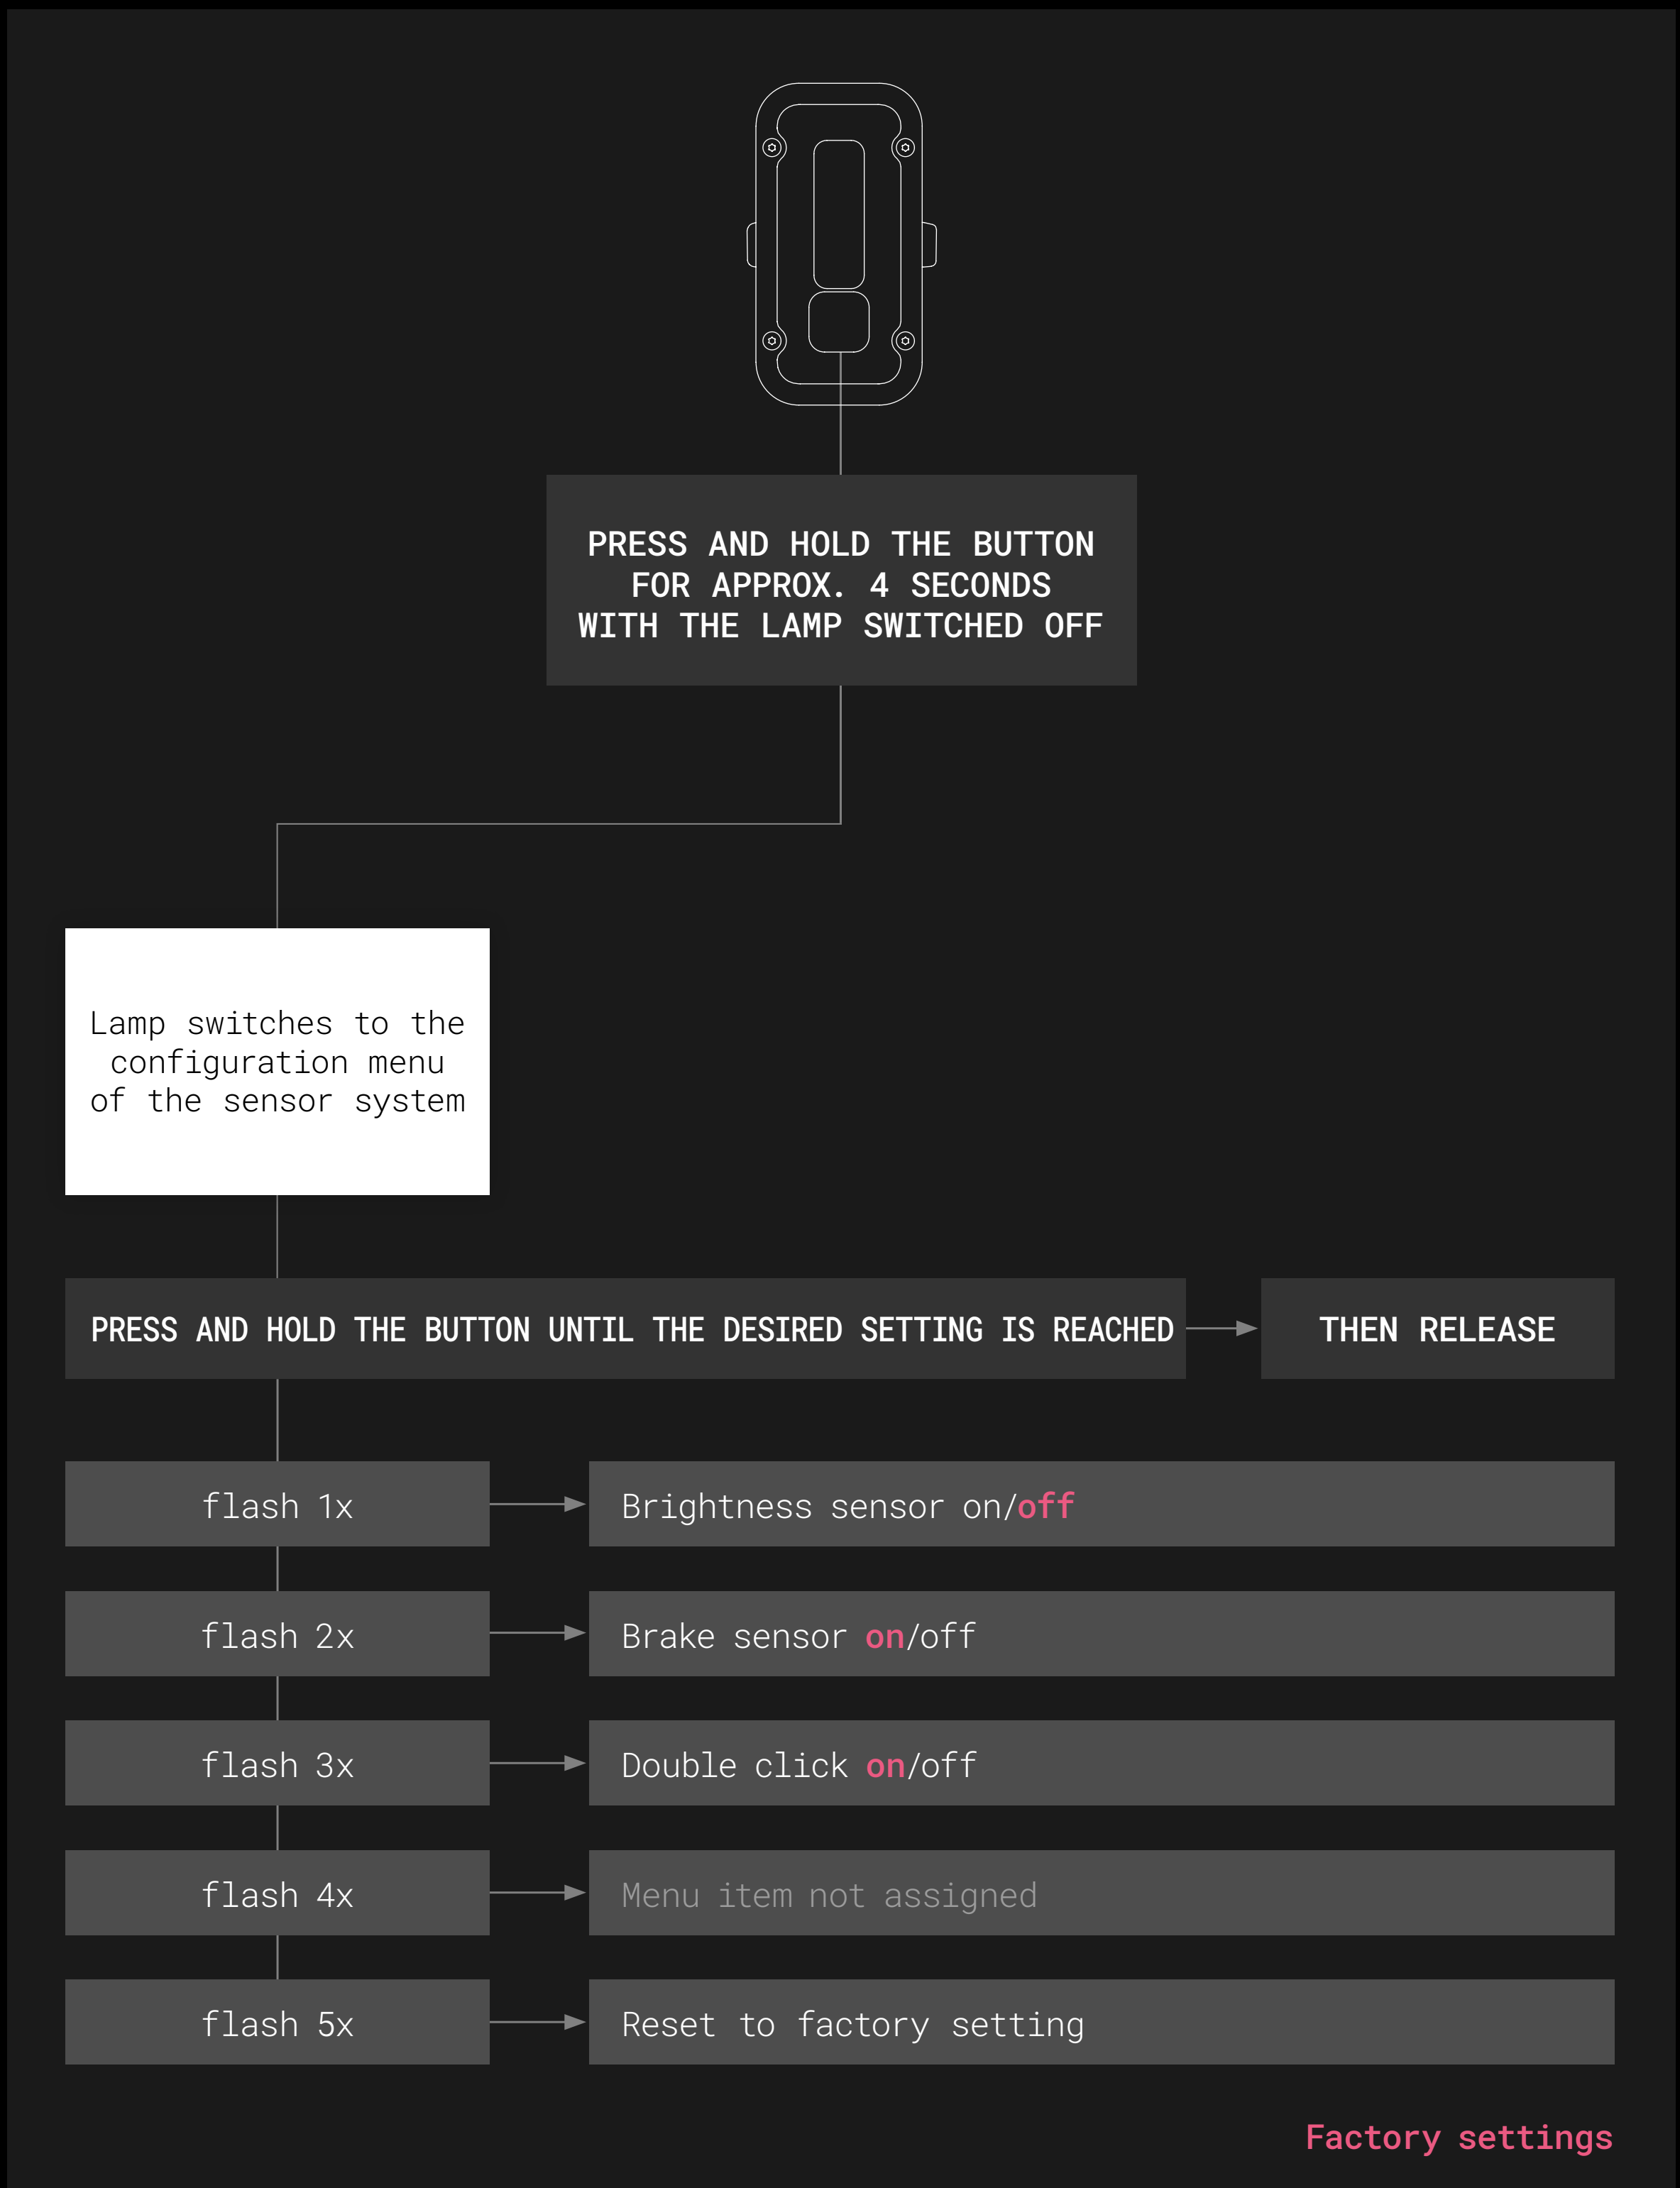 PRESS AND HOLD THE BUTTON
FOR APPROX. 4 SECONDS
WITH THE LAMP SWITCHED OFF
Lamp switches to the
configuration menu
of the sensor system
PRESS AND HOLD THE BUTTON UNTIL THE DESIRED SETTING IS REACHED
THEN RELEASE
flash 1x
Brightness sensor on/off
flash 2x
Brake sensor on/off
flash 3x
Double click on/off
flash 4x
Menu item not assigned
flash 5x
Reset to factory setting
Factory settings